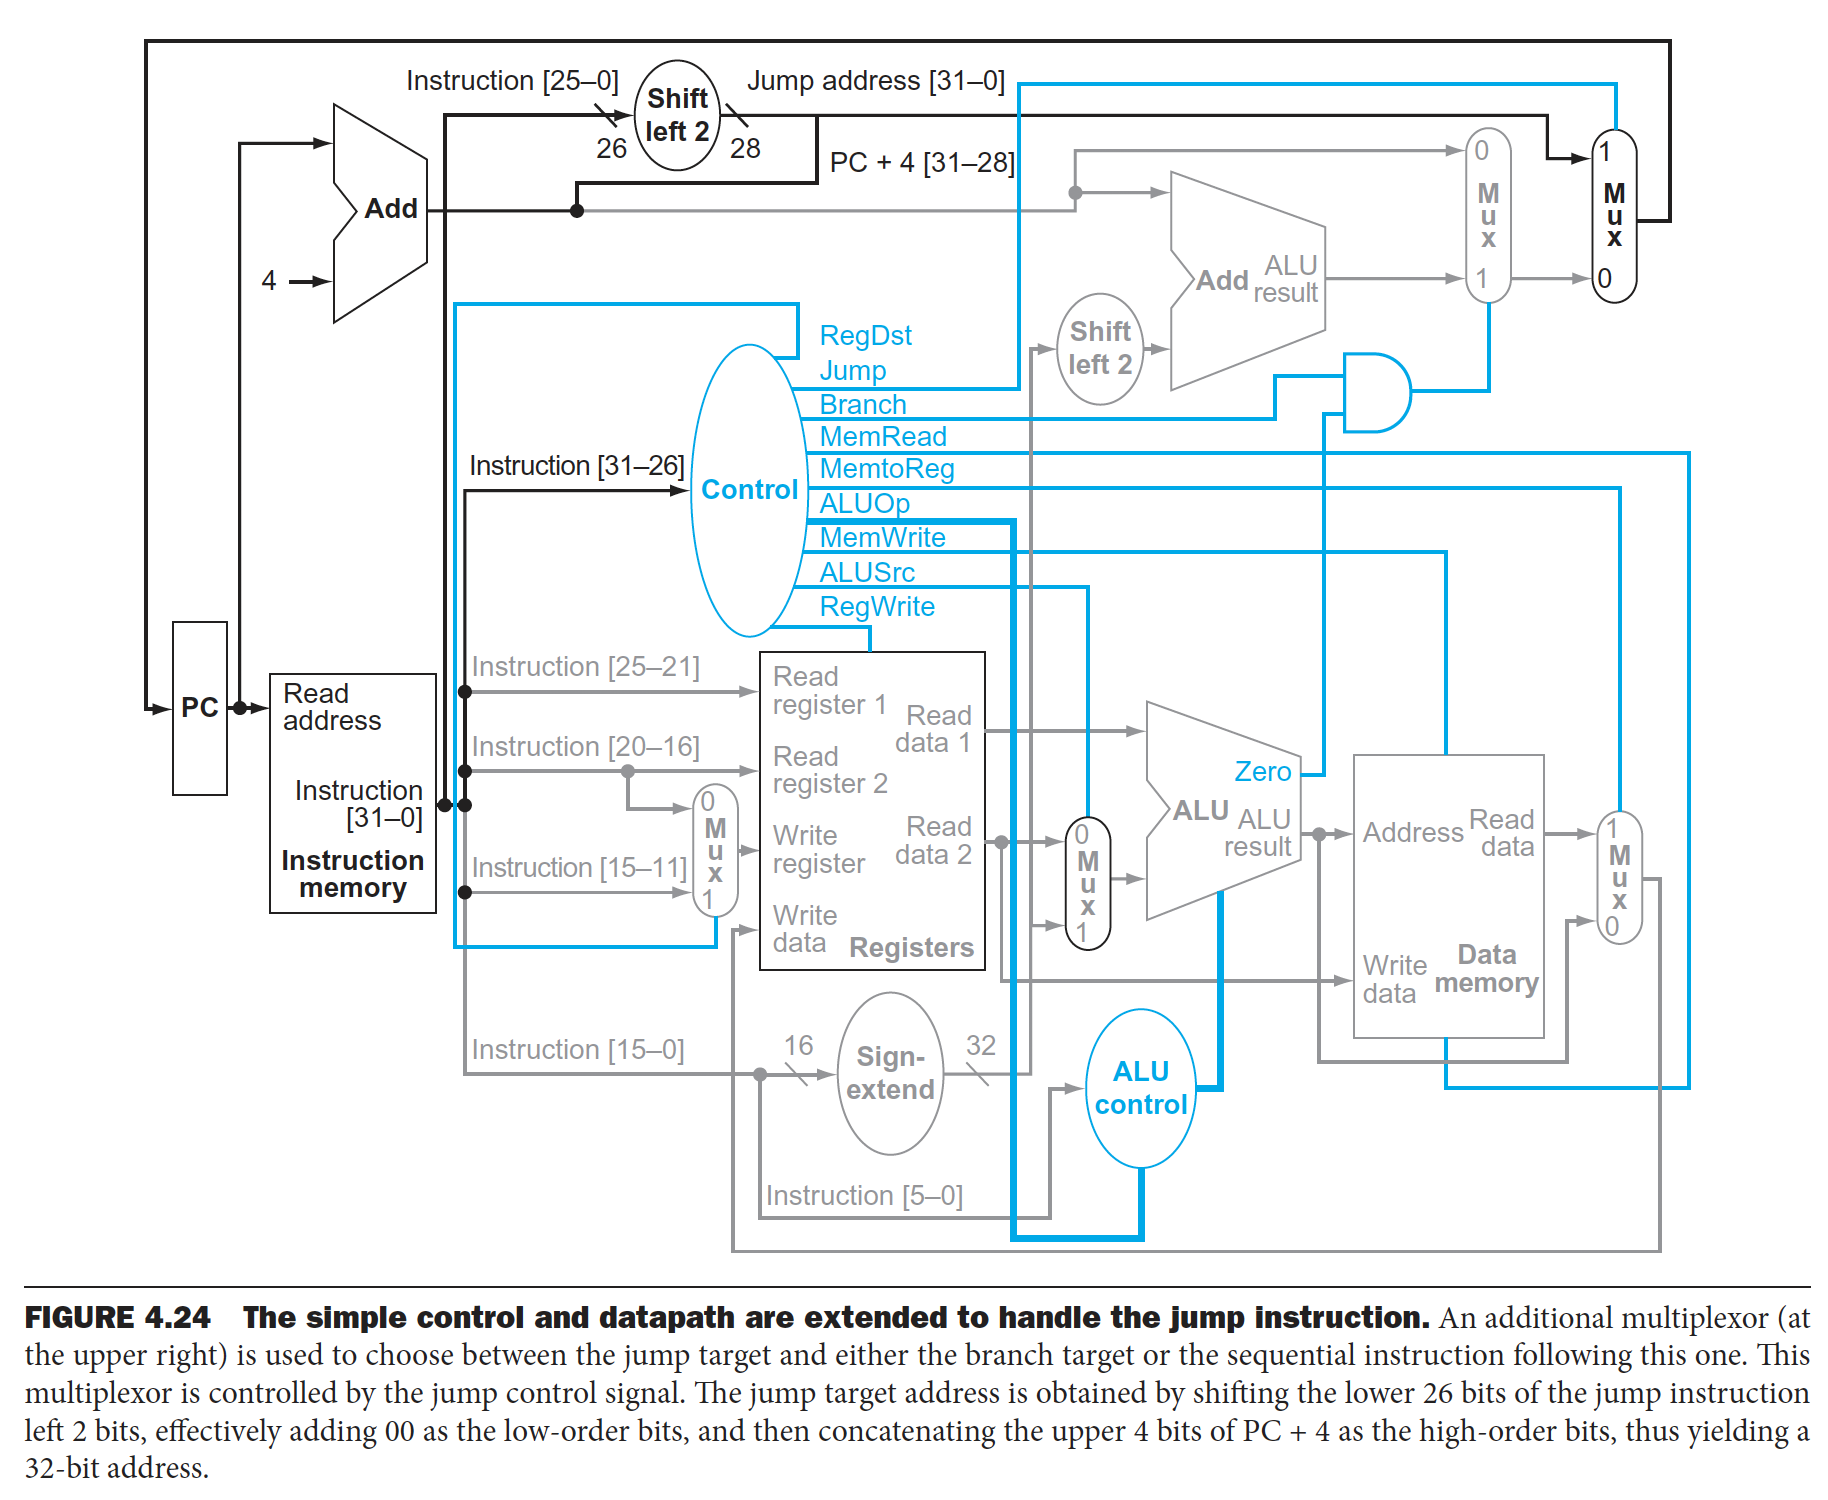 Instruction [25–0]
Shift
left 2
Jump address [31–0]
26
28
PC + 4 [31–28]
Add
4
0
M
u
x
1
1
M
u
x
0
Add
ALU
result
Shift
left 2
RegDst
Jump
Branch
MemRead
MemtoReg
ALUOp
MemWrite
ALUSrc
RegWrite
Instruction [31–26]
Control
PC
Read
address
Instruction
[31–0]
Instruction
memory
Instruction [25–21]
Instruction [20–16]
Instruction [15–11]
0
M
u
x
1
Read
register 1
Read
register 2
Write
register
Write
data
Read
data 1
Read
data 2
Registers
0
M
u
x
1
Zero
ALU
ALU
result
Address
Read
data
Write
data
Data
memory
1
M
u
x
0
Instruction [15–0]
16
Sign-
extend
32
ALU
control
Instruction [5–0]
FIGURE 4.24 The simple control and datapath are extended to handle the jump instruction. An additional multiplexor (at
the upper right) is used to choose between the jump target and either the branch target or the sequential instruction following this one. This
multiplexor is controlled by the jump control signal. The jump target address is obtained by shifting the lower 26 bits of the jump instruction
left 2 bits, effectively adding 00 as the low-order bits, and then concatenating the upper 4 bits of PC + 4 as the high-order bits, thus yielding a
32-bit address.